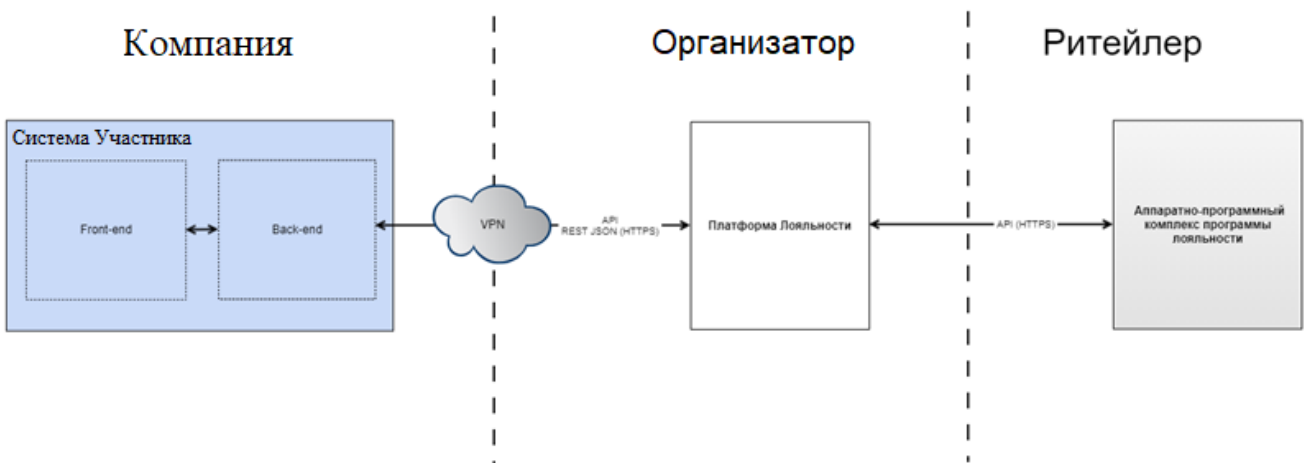 Компания
Организатор
Ритейлер
Система Участника
Front-end
Back-end
VPN
API
REST JSON (HTTPS)
Платформа Лояльности
API (HTTPS)
Аппаратно-программный
комплекс программы
лояльности